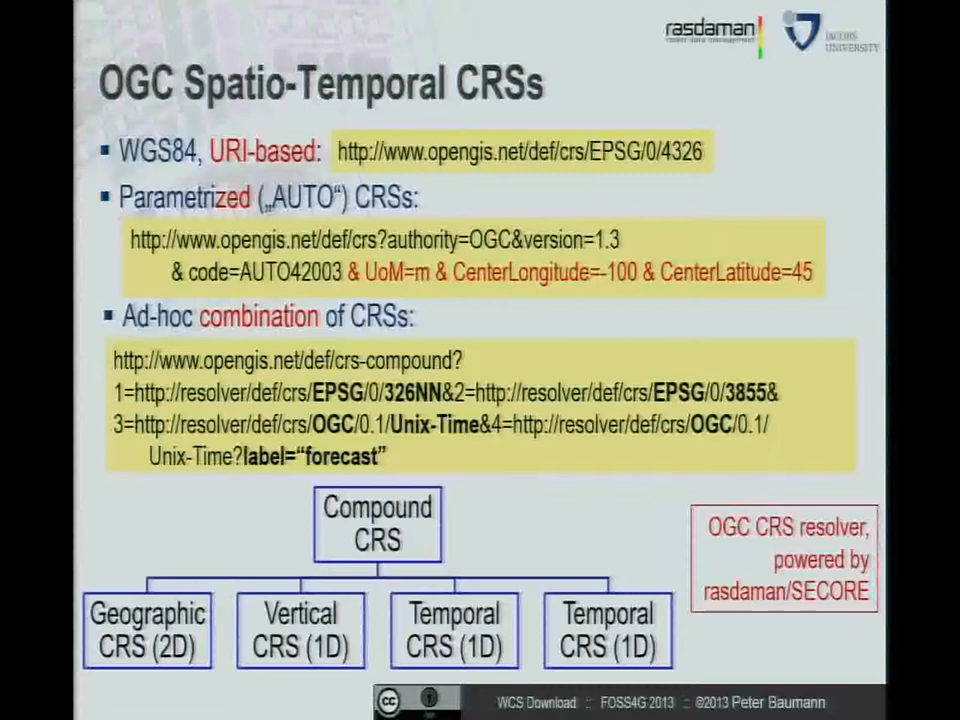 rasdaman
raster data management
JACOBS
UNIVERSITY
OGC Spatio-Temporal CRSs
▪ WGS84, URI-based: http://www.opengis.net/def/crs/EPSG/0/4326
▪ Parametrized („AUTO“) CRSs:
http://www.opengis.net/def/crs?authority=OGC&version=1.3
& code=AUTO42003 & UoM=m & CenterLongitude=-100 & CenterLatitude=45
▪ Ad-hoc combination of CRSs:
http://www.opengis.net/def/crs-compound?
1=http://resolver/def/crs/EPSG/0/326NN&2=http://resolver/def/crs/EPSG/0/3855&
3=http://resolver/def/crs/OGC/0.1/Unix-Time&4=http://resolver/def/crs/OGC/0.1/
Unix-Time?label=“forecast”
Compound
CRS
OGC CRS resolver,
powered by
rasdaman/SECORE
Geographic
CRS (2D)
Vertical
CRS (1D)
Temporal
CRS (1D)
Temporal
CRS (1D)
cc
WCS Download :: FOSS4G 2013 :: ©2013 Peter Baumann